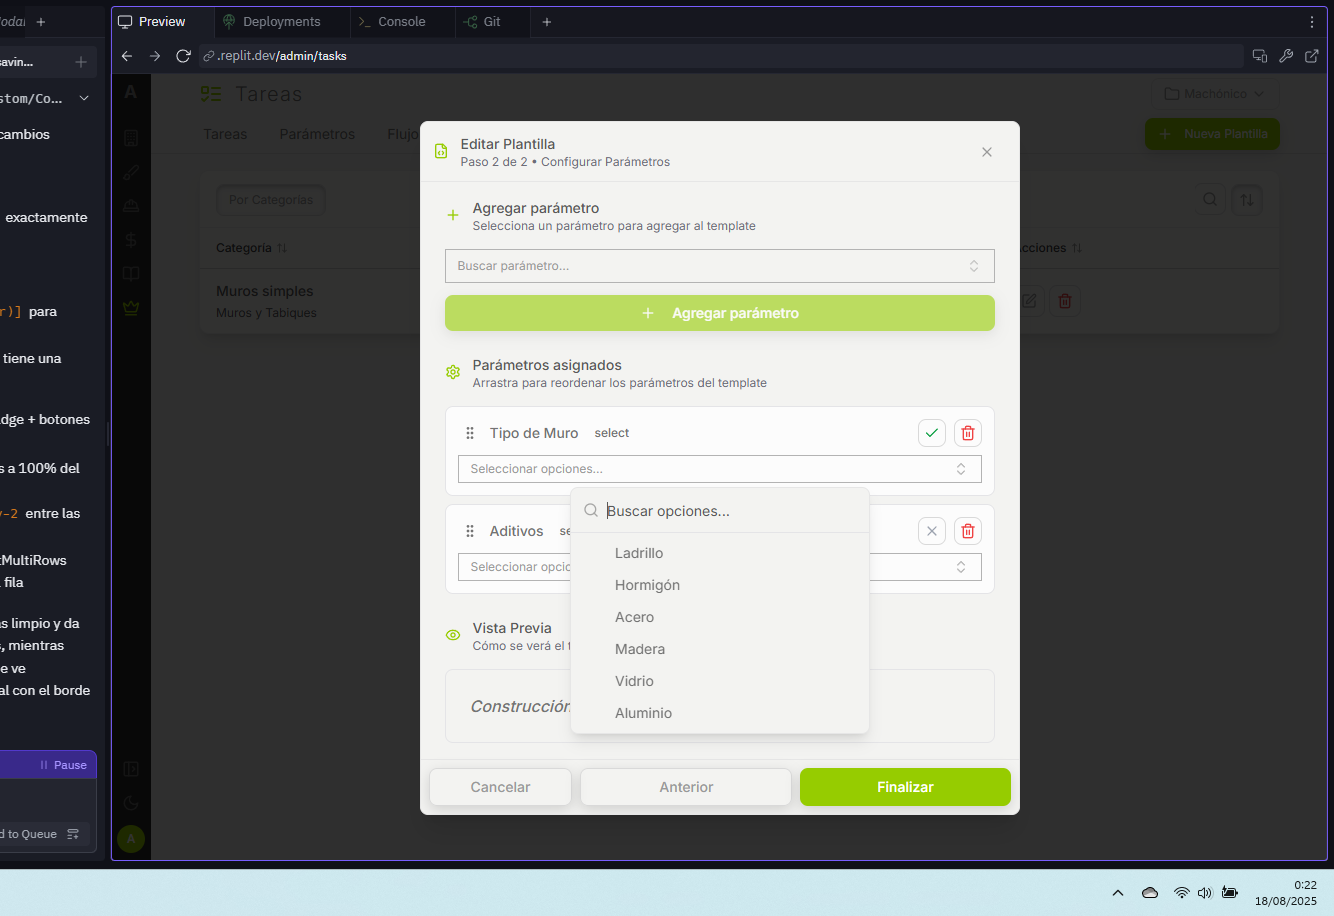 odal
Preview
Deployments
Console
Git
.replit.dev/admin/tasks
savin...
stom/Co...
cambios
exactamente
r)] para
tiene una
dge + botones
s a 100% del
y-2 entre las
tMultiRows
fila
s limpio y da
s, mientras
e ve
al con el borde
Pause
d to Queue
A
Tareas
Machónico
Tareas
Parámetros
Flujo
Nueva Plantilla
Por Categorías
Categoría
cciones
Muros simples
Muros y Tabiques
A
Editar Plantilla
Paso 2 de 2 • Configurar Parámetros
Agregar parámetro
Selecciona un parámetro para agregar al template
Buscar parámetro...
Agregar parámetro
Parámetros asignados
Arrastra para reordenar los parámetros del template
Tipo de Muro select
Seleccionar opciones...
Buscar opciones...
Ladrillo
Hormigón
Acero
Madera
Vidrio
Aluminio
Aditivos se
Seleccionar opcio
Vista Previa
Cómo se verá el t
Construcción
Cancelar
Anterior
Finalizar
0:22
18/08/2025